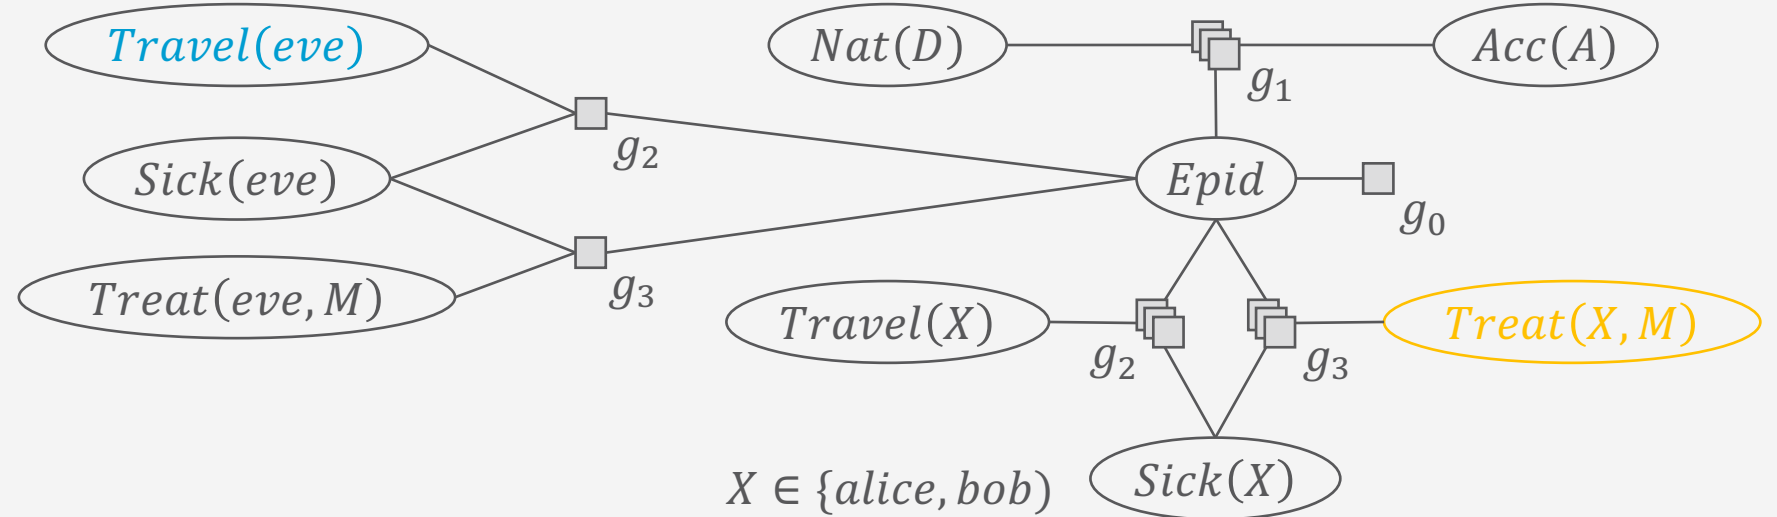 Travel(eve)
Nat(D)
Acc(A)
g₁
g₂
Sick(eve)
Epid
g₀
g₃
Treat(eve, M)
Travel(X)
g₂
g₃
Treat(X, M)
X ∈ {alice, bob)
Sick(X)